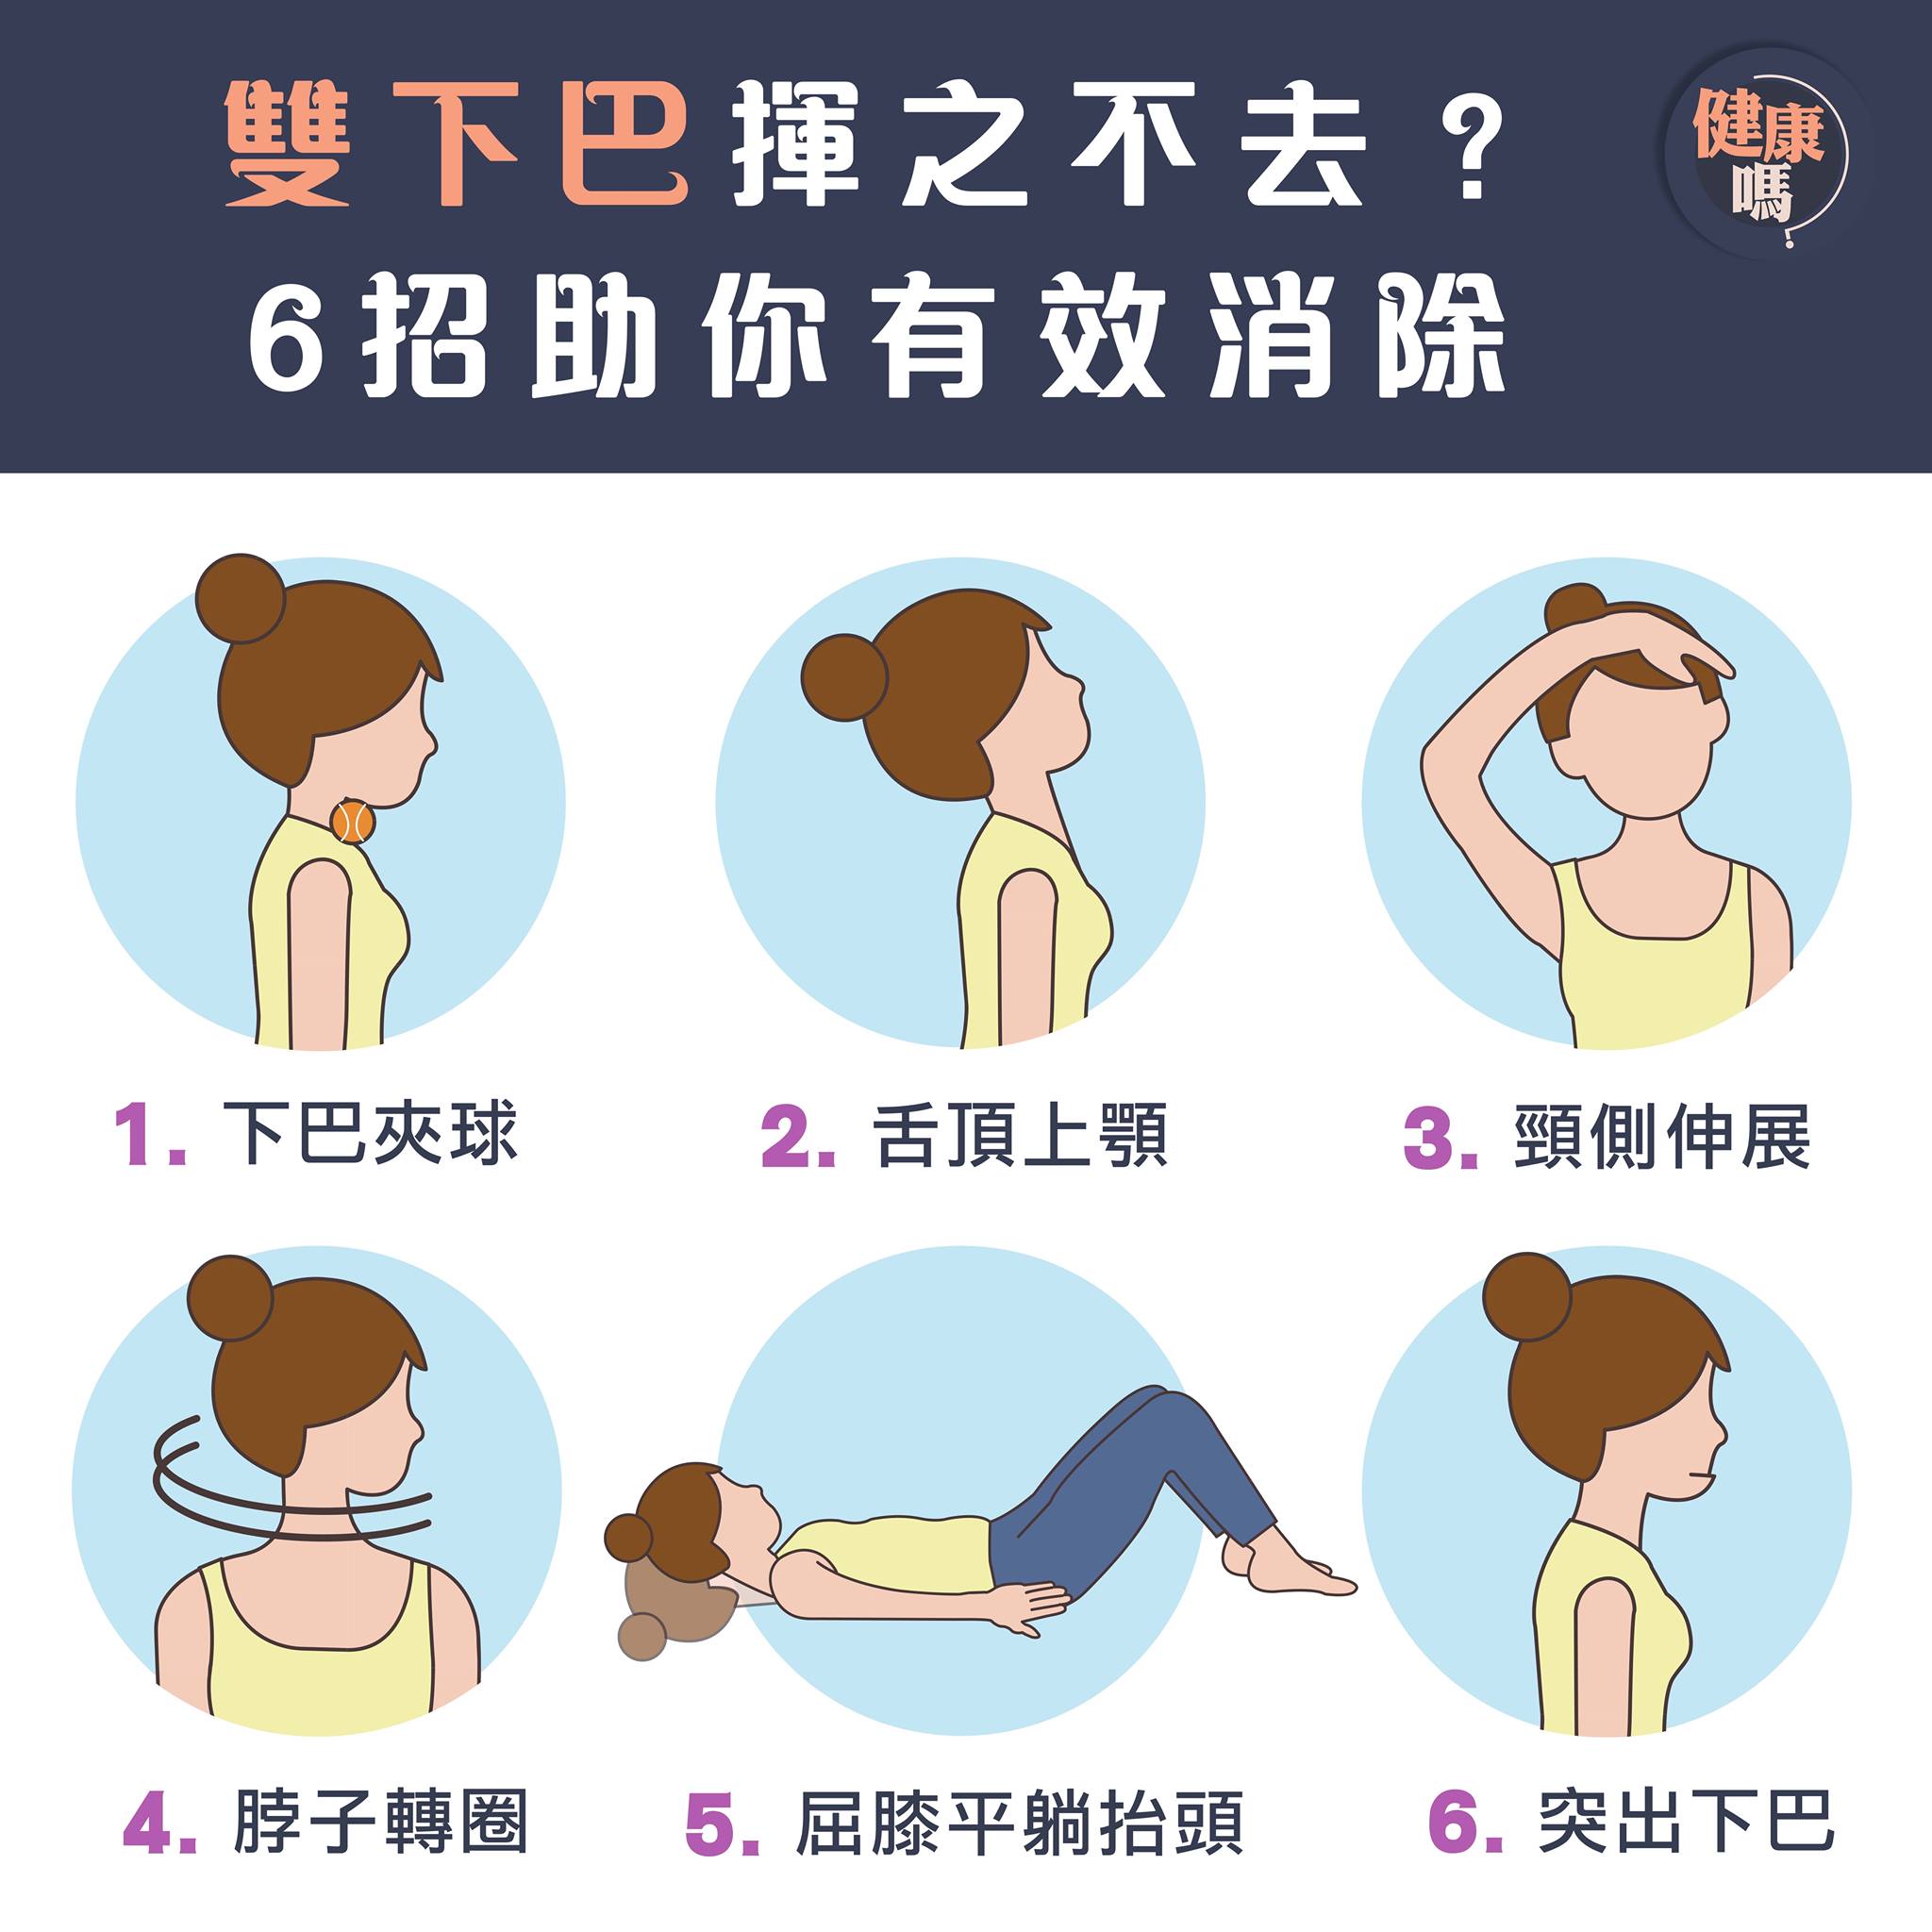 雙下巴揮之不去？
健康
嗎
6招助你有效消除
1. 下巴夾球
2. 舌頂上顎
3. 頸側伸展
4. 脖子轉圈
5. 屈膝平躺抬頭
6. 突出下巴